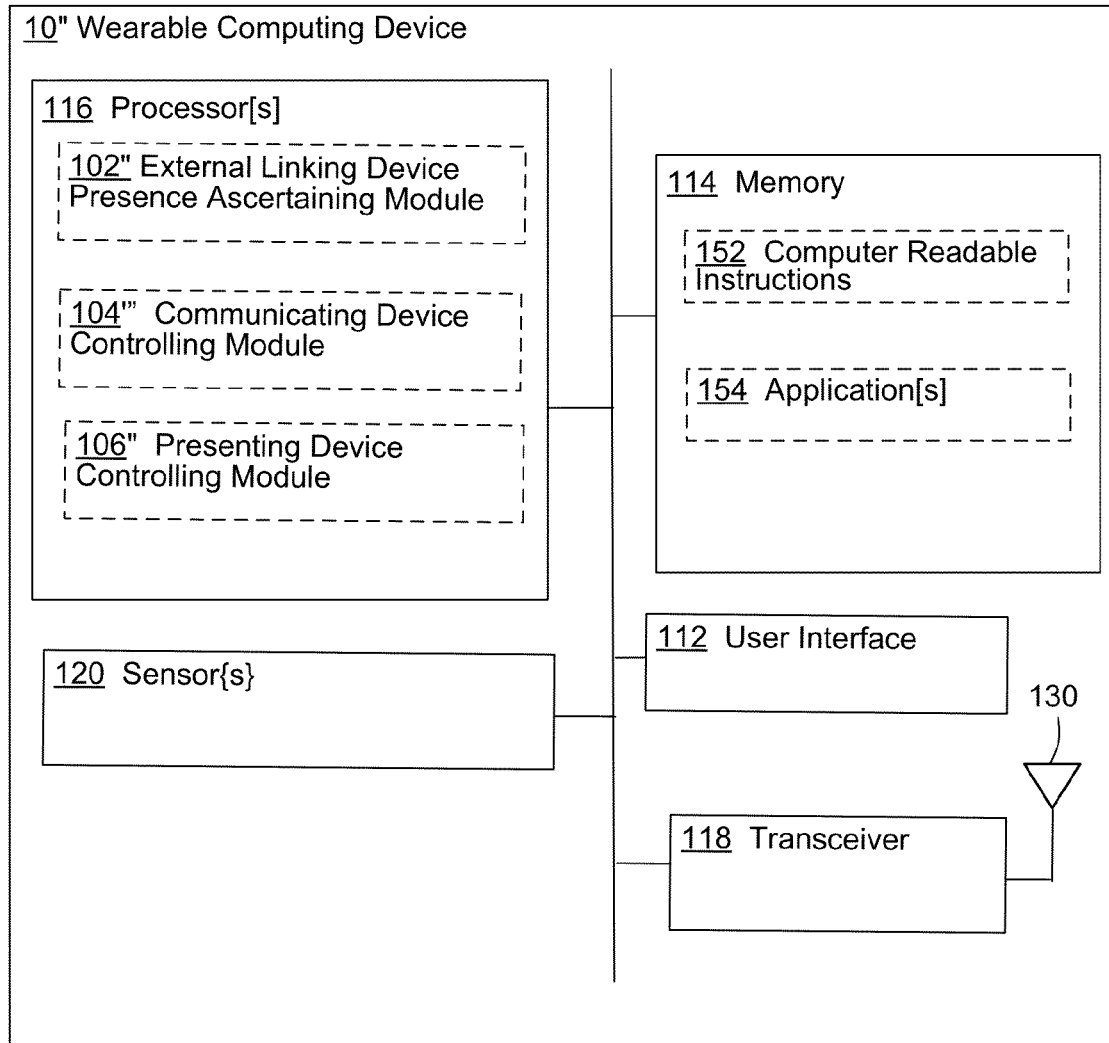 10" Wearable Computing Device
116 Processor[s]
102" External Linking Device
Presence Ascertaining Module
104'" Communicating Device
Controlling Module
106" Presenting Device
Controlling Module
114 Memory
152 Computer Readable
Instructions
154 Application[s]
120 Sensor{s}
112 User Interface
130
118 Transceiver